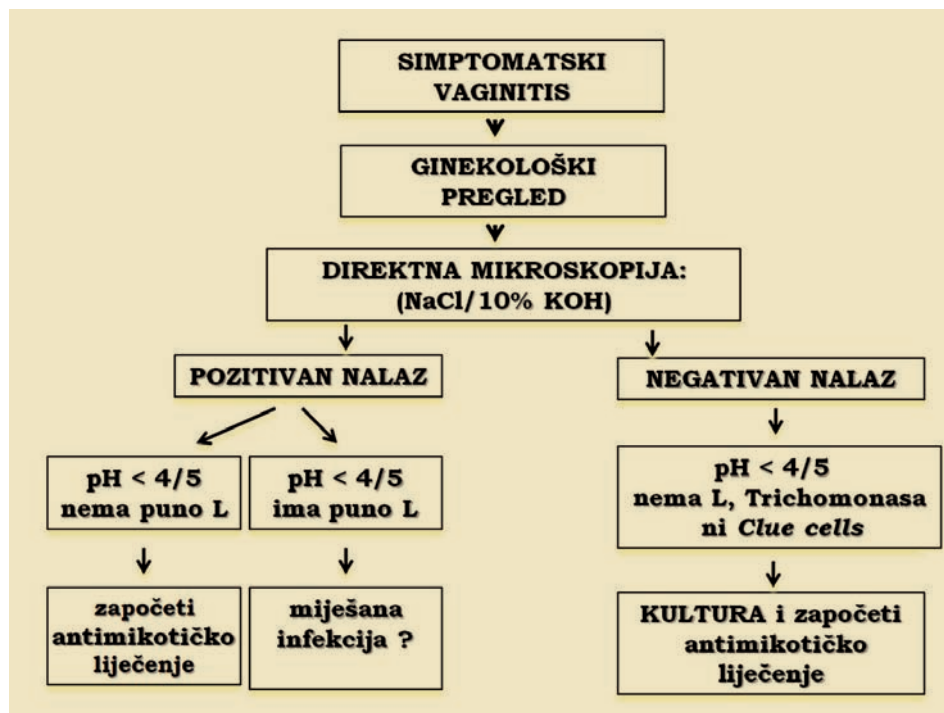 SIMPTOMATSKI
VAGINITIS
GINEKOLOŠKI
PREGLED
DIREKTNA MIKROSKOPIJA:
(NaCl/10% KOH)
POZITIVAN NALAZ
NEGATIVAN NALAZ
pH < 4/5
nema puno L
pH < 4/5
ima puno L
pH < 4/5
nema L, Trichomonasa
ni Clue cells
započeti
antimikotičko
liječenje
miješana
infekcija ?
KULTURA i započeti
antimikotičko
liječenje